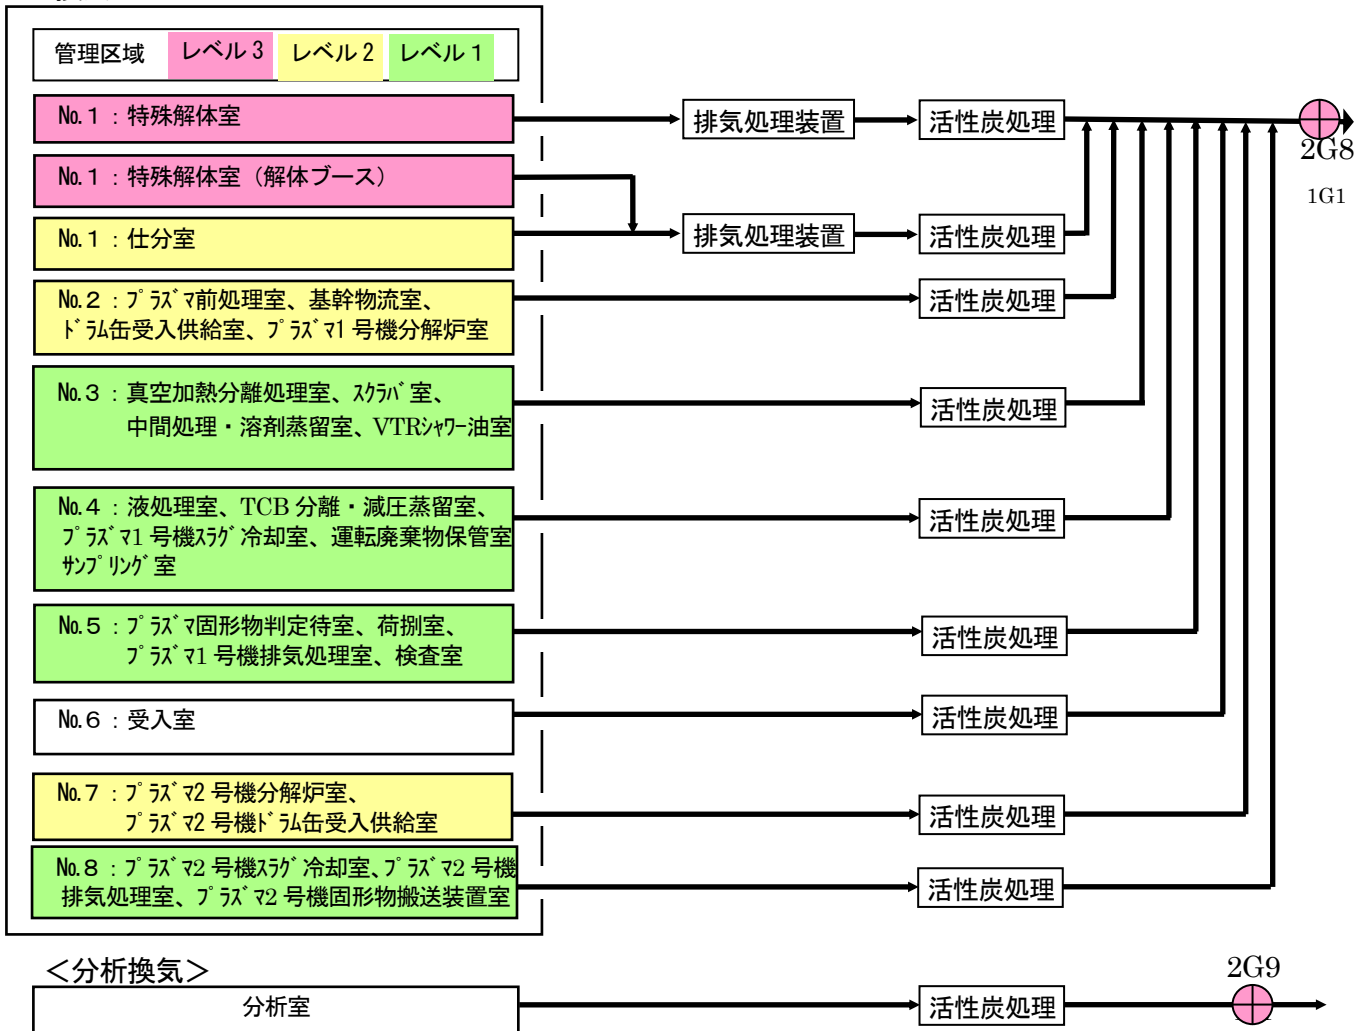 管理区域 レベル3 レベル2 レベル1
No.1：特殊解体室
排気処理装置
活性炭処理
2G8
No.1：特殊解体室（解体ブース）
1G1
No.1：仕分室
排気処理装置
活性炭処理
No.2：ﾌﾟﾗｽﾞﾏ前処理室、基幹物流室、
ﾄﾞﾗﾑ缶受入供給室、ﾌﾟﾗｽﾞﾏ1号機分解炉室
活性炭処理
No.3：真空加熱分離処理室、ｽｸﾗﾊﾞ室、
中間処理・溶剤蒸留室、VTRｼｬﾜｰ油室
活性炭処理
No.4：液処理室、TCB分離・減圧蒸留室、
ﾌﾟﾗｽﾞﾏ1号機ｽﾗｸﾞ冷却室、運転廃棄物保管室
ｻﾝﾌﾟﾘﾝｸﾞ室
活性炭処理
No.5：ﾌﾟﾗｽﾞﾏ固形物判定待室、荷捌室、
ﾌﾟﾗｽﾞﾏ1号機排気処理室、検査室
活性炭処理
No.6：受入室
活性炭処理
No.7：ﾌﾟﾗｽﾞﾏ2号機分解炉室、
ﾌﾟﾗｽﾞﾏ2号機ﾄﾞﾗﾑ缶受入供給室
活性炭処理
No.8：ﾌﾟﾗｽﾞﾏ2号機ｽﾗｸﾞ冷却室、ﾌﾟﾗｽﾞﾏ2号機
排気処理室、ﾌﾟﾗｽﾞﾏ2号機固形物搬送装置室
活性炭処理
＜分析換気＞
2G9
分析室
活性炭処理